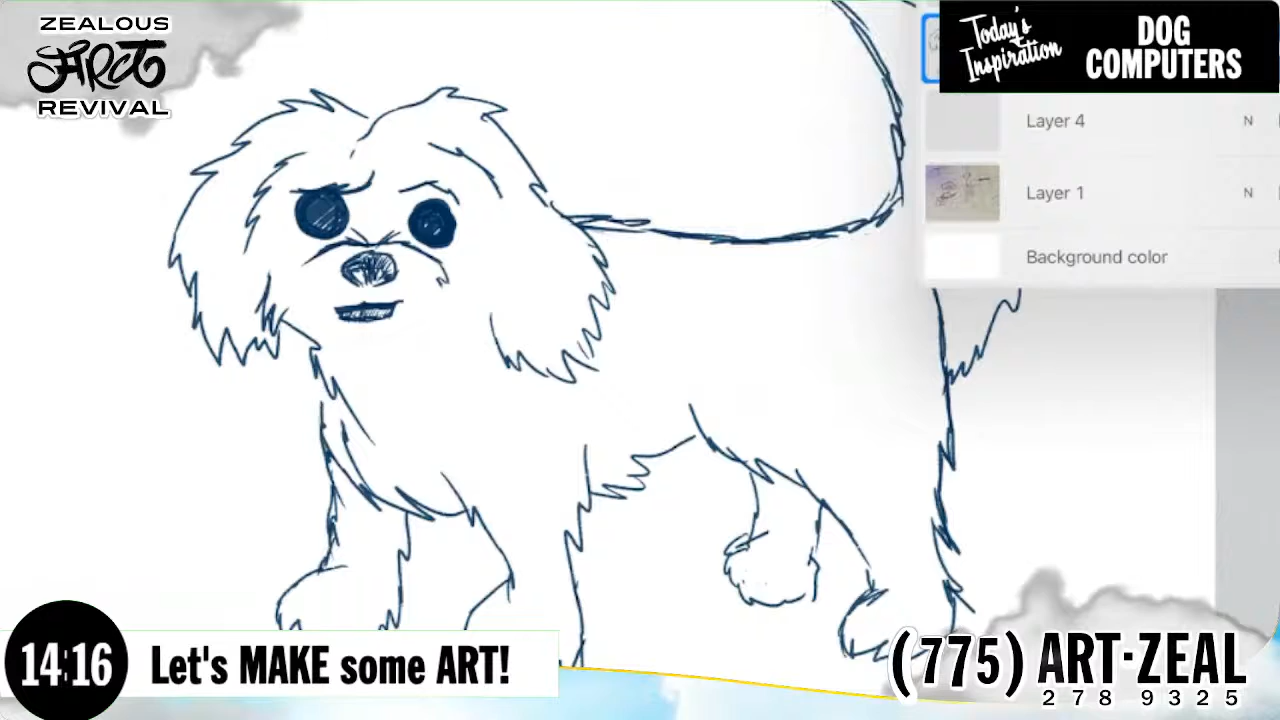 ZEALOUS
ART
REVIVAL
Today's
Inspiration
DOG
COMPUTERS
Layer 4
N
Layer 1
N
Background color
14:16
Let's MAKE some ART!
(775) ART-ZEAL
278 9325